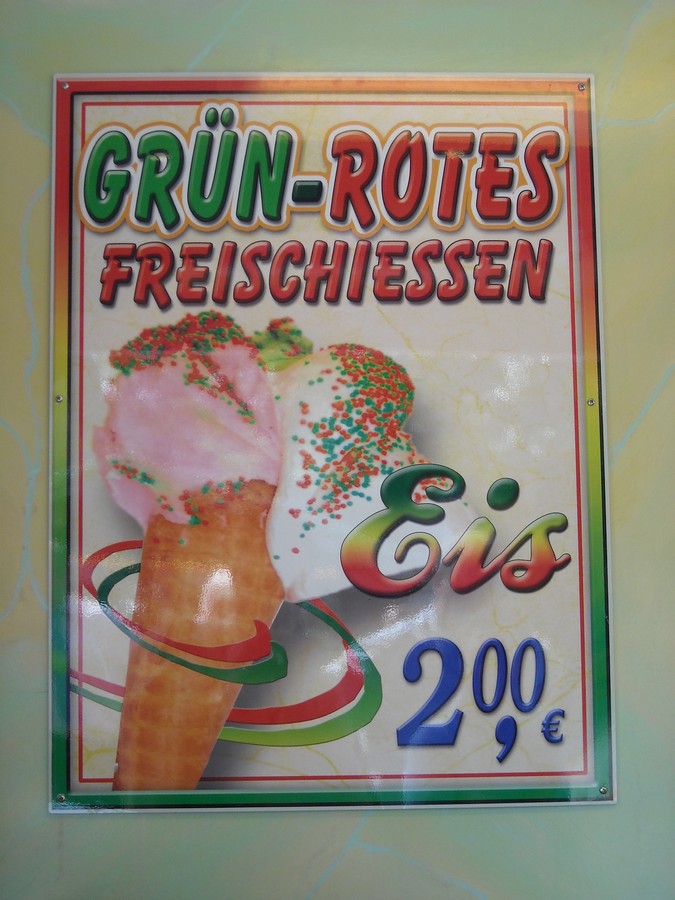 GRÜN-ROTES
FREISCHIESSEN
Eis
2,00 €